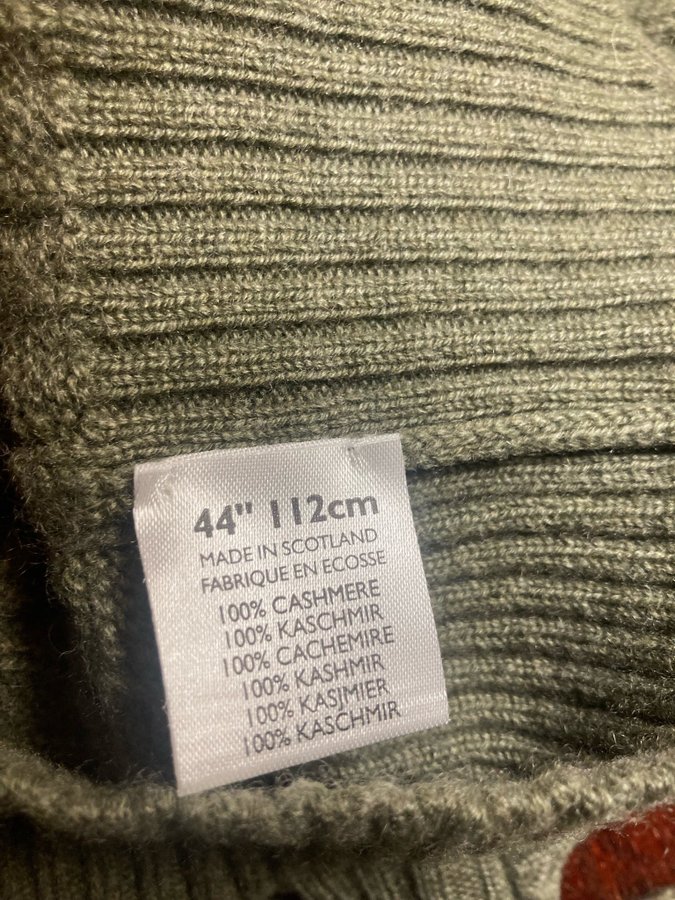 44" 112cm
MADE IN SCOTLAND
FABRIQUE EN ECOSSE
100% CASHMERE
100% KASCHMIR
100% CACHEMIRE
100% KASHMIR
100% KASJMIER
100% KASCHMIR